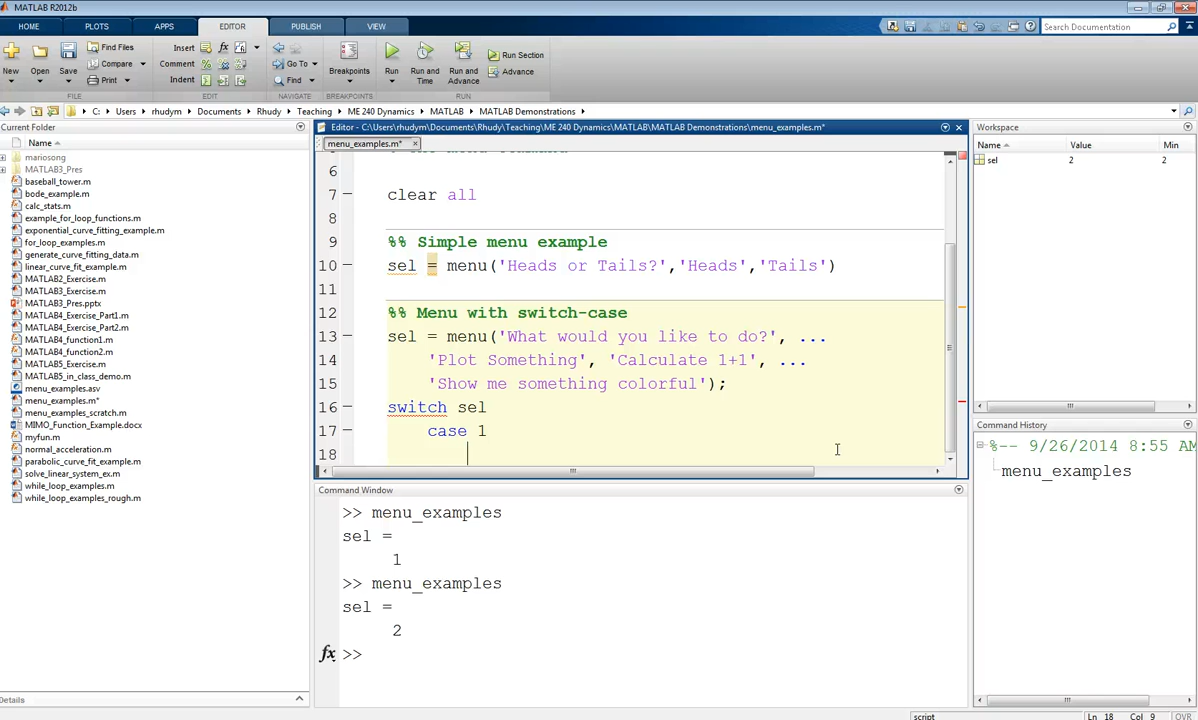 MATLAB R2012b
HOME PLOTS APPS EDITOR PUBLISH VIEW
Search Documentation
New Open Save Find Files Compare Print
Insert Comment Indent
Go To Find
Breakpoints
Run Run and Time Run and Advance Run Section Advance
FILE EDIT NAVIGATE BREAKPOINTS RUN
C: Users rhudym Documents Rhudy Teaching ME 240 Dynamics MATLAB MATLAB Demonstrations
Current Folder
Name
mariosong
MATLAB3_Pres
baseball_tower.m
bode_example.m
calc_stats.m
example_for_loop_functions.m
exponential_curve_fitting_example.m
for_loop_examples.m
generate_curve_fitting_data.m
linear_curve_fit_example.m
MATLAB2_Exercise.m
MATLAB3_Exercise.m
MATLAB3_Pres.pptx
MATLAB4_Exercise_Part1.m
MATLAB4_Exercise_Part2.m
MATLAB4_function1.m
MATLAB4_function2.m
MATLAB5_Exercise.m
MATLAB5_in_class_demo.m
menu_examples.asv
menu_examples.m*
menu_examples_scratch.m
MIMO_Function_Example.docx
myfun.m
normal_acceleration.m
parabolic_curve_fit_example.m
solve_linear_system_ex.m
while_loop_examples.m
while_loop_examples_rough.m
Details
Editor - C:\Users\rhudym\Documents\Rhudy\Teaching\ME 240 Dynamics\MATLAB\MATLAB Demonstrations\menu_examples.m*
menu_examples.m*
6
7 clear all
8
9 %% Simple menu example
10 sel = menu('Heads or Tails?','Heads','Tails')
11
12 %% Menu with switch-case
13 sel = menu('What would you like to do?', ...
14 'Plot Something', 'Calculate 1+1', ...
15 'Show me something colorful');
16 switch sel
17 case 1
18
Command Window
>> menu_examples
sel =
1
>> menu_examples
sel =
2
fx >>
Workspace
Name Value Min
sel 2 2
Command History
%-- 9/26/2014 8:55 AM
menu_examples
script Ln 18 Col 9 OVR